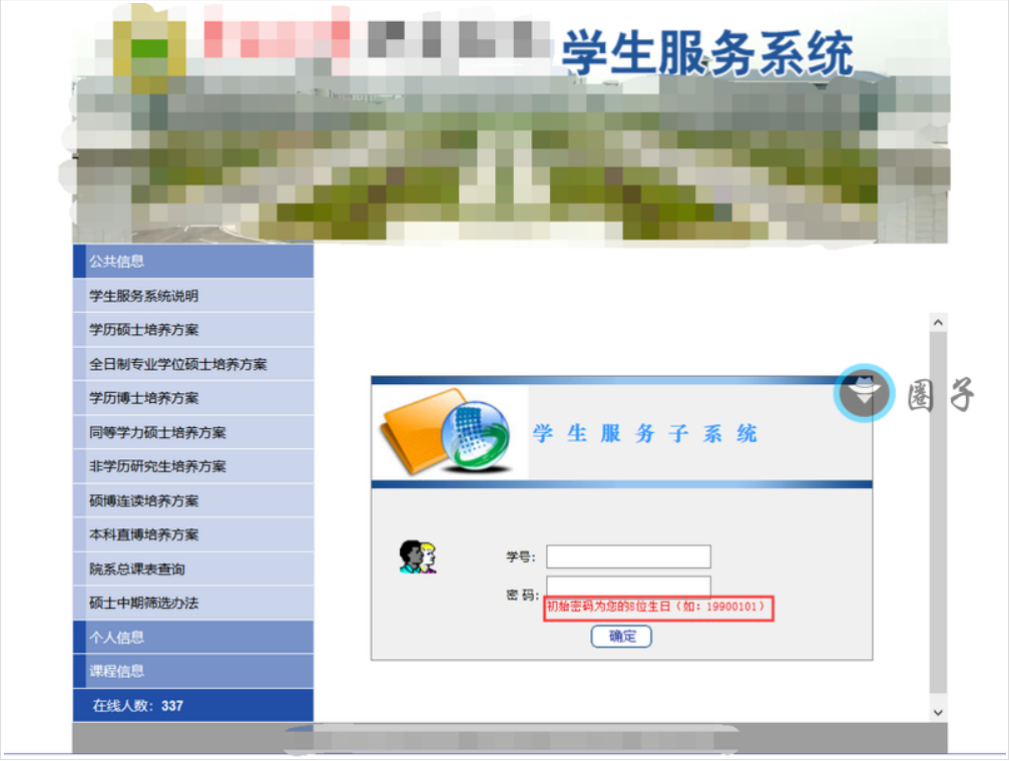 学生服务系统
公共信息
学生服务系统说明
学历硕士培养方案
全日制专业学位硕士培养方案
学历博士培养方案
同等学力硕士培养方案
非学历研究生培养方案
硕博连读培养方案
本科直博培养方案
院系总课表查询
硕士中期筛选办法
个人信息
课程信息
在线人数：337
圈子
学生服务子系统
学号：
密码：
初始密码为您的8位生日（如：19900101）
确定